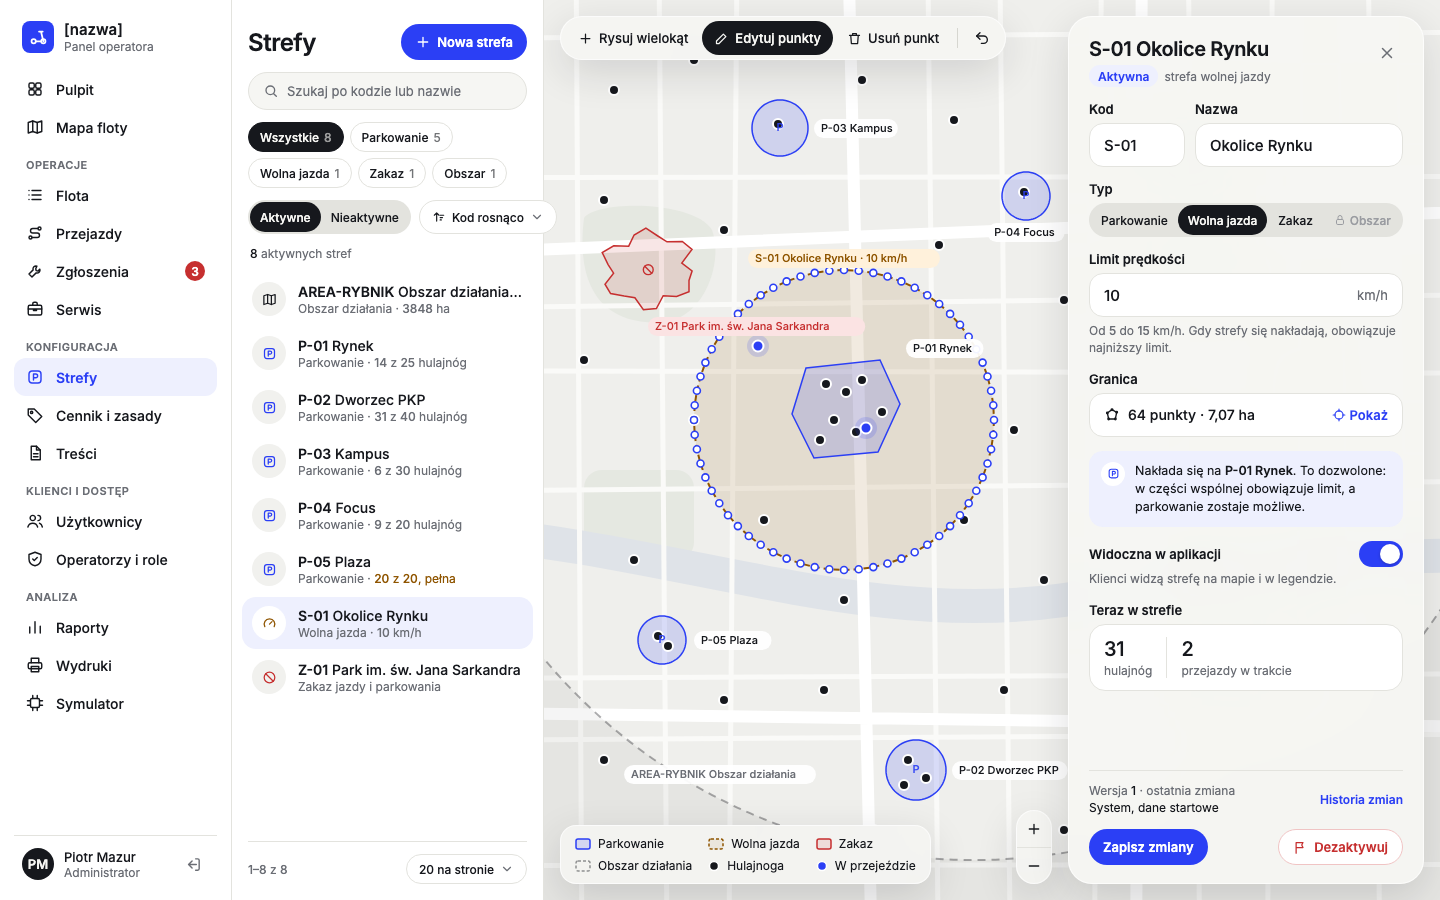 [nazwa]
Panel operatora
Pulpit
Mapa floty
OPERACJE
Flota
Przejazdy
Zgłoszenia 3
Serwis
KONFIGURACJA
Strefy
Cennik i zasady
Treści
KLIENCI I DOSTĘP
Użytkownicy
Operatorzy i role
ANALIZA
Raporty
Wydruki
Symulator
PM
Piotr Mazur
Administrator
Strefy
Nowa strefa
Szukaj po kodzie lub nazwie
Wszystkie 8
Parkowanie 5
Wolna jazda 1
Zakaz 1
Obszar 1
Aktywne
Nieaktywne
Kod rosnąco
8 aktywnych stref
AREA-RYBNIK Obszar działania...
Obszar działania · 3848 ha
P-01 Rynek
Parkowanie · 14 z 25 hulajnóg
P-02 Dworzec PKP
Parkowanie · 31 z 40 hulajnóg
P-03 Kampus
Parkowanie · 6 z 30 hulajnóg
P-04 Focus
Parkowanie · 9 z 20 hulajnóg
P-05 Plaza
Parkowanie · 20 z 20, pełna
S-01 Okolice Rynku
Wolna jazda · 10 km/h
Z-01 Park im. św. Jana Sarkandra
Zakaz jazdy i parkowania
1–8 z 8
20 na stronie
Rysuj wielokąt
Edytuj punkty
Usuń punkt
P-03 Kampus
P-04 Focus
S-01 Okolice Rynku · 10 km/h
Z-01 Park im. św. Jana Sarkandra
P-01 Rynek
P-05 Plaza
P
P-02 Dworzec PKP
AREA-RYBNIK Obszar działania
Parkowanie
Wolna jazda
Zakaz
Obszar działania
Hulajnoga
W przejeździe
+
−
S-01 Okolice Rynku
Aktywna strefa wolnej jazdy
Kod
Nazwa
S-01
Okolice Rynku
Typ
Parkowanie
Wolna jazda
Zakaz
Obszar
Limit prędkości
10 km/h
Od 5 do 15 km/h. Gdy strefy się nakładają, obowiązuje
najniższy limit.
Granica
64 punkty · 7,07 ha
Pokaż
Nakłada się na P-01 Rynek. To dozwolone:
w części wspólnej obowiązuje limit, a
parkowanie zostaje możliwe.
Widoczna w aplikacji
Klienci widzą strefę na mapie i w legendzie.
Teraz w strefie
31
hulajnóg
2
przejazdy w trakcie
Wersja 1 · ostatnia zmiana
System, dane startowe
Historia zmian
Zapisz zmiany
Dezaktywuj